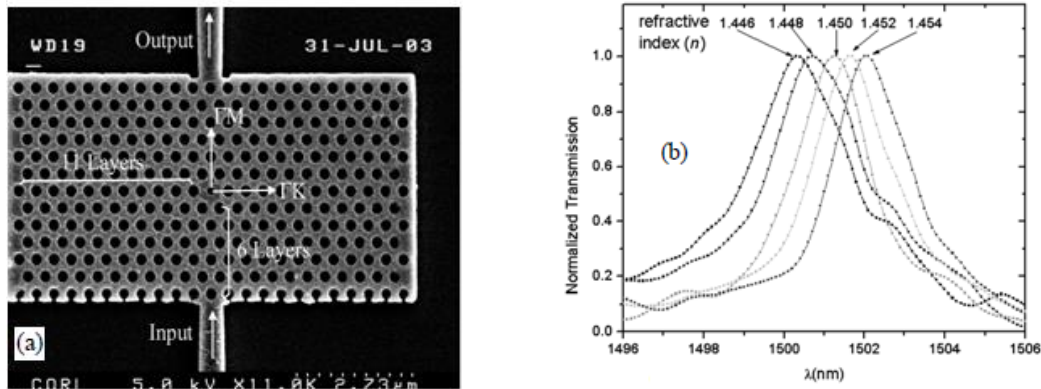 Output
WD19
31-JUL-03
ΓM
11 Layers
ΓK
6 Layers
(a)
Input
CORL 5.0 kV X11.0K 2.73µm
refractive
index (n)
1.446 1.448 1.450 1.452 1.454
(b)
Normalized Transmission
1.0
0.8
0.6
0.4
0.2
0.0
1496 1498 1500 1502 1504 1506
λ(nm)